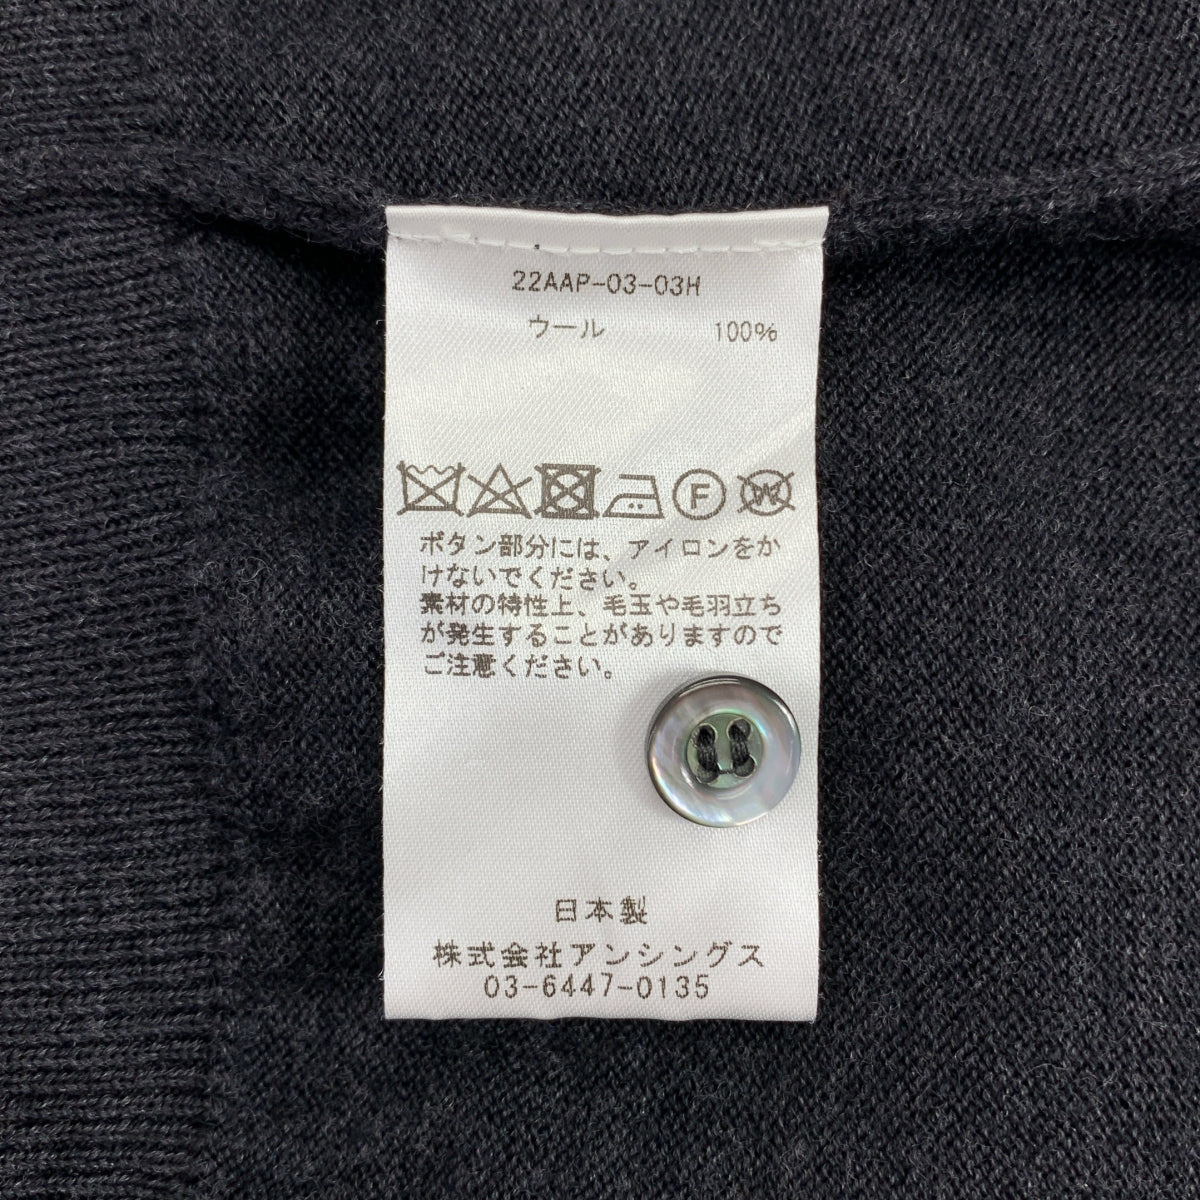 22AAP-03-03H
ウール 100%
F W
ボタン部分には、アイロンをか
けないでください。
素材の特性上、毛玉や毛羽立ち
が発生することがありますので
ご注意ください。
日本製
株式会社アンシングス
03-6447-0135